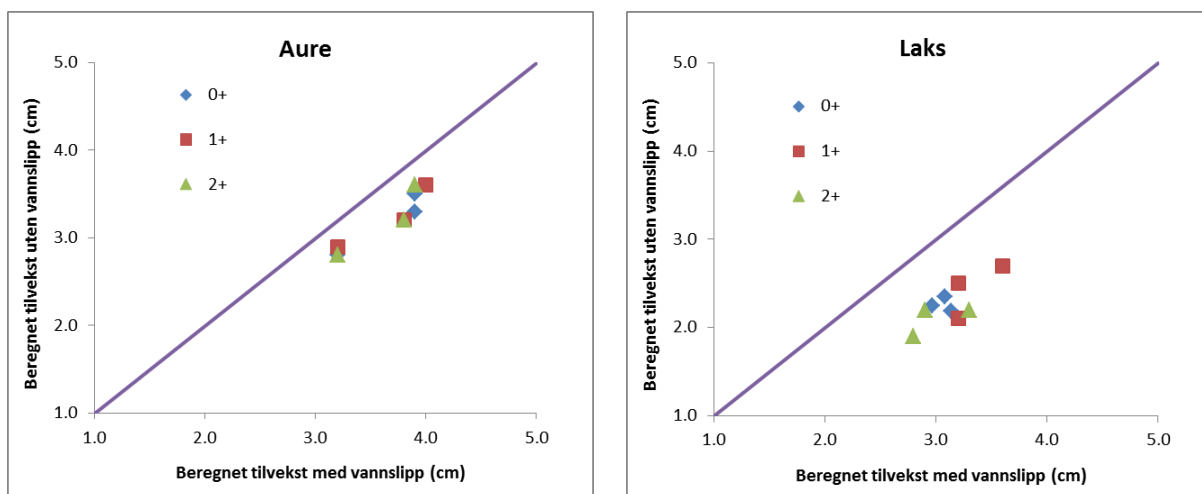 Aure
0+
1+
2+
5.0
4.0
3.0
2.0
1.0
1.0 2.0 3.0 4.0 5.0
Beregnet tilvekst uten vannslipp (cm)
Beregnet tilvekst med vannslipp (cm)
Laks
0+
1+
2+
5.0
4.0
3.0
2.0
1.0
1.0 2.0 3.0 4.0 5.0
Beregnet tilvekst uten vannslipp (cm)
Beregnet tilvekst med vannslipp (cm)